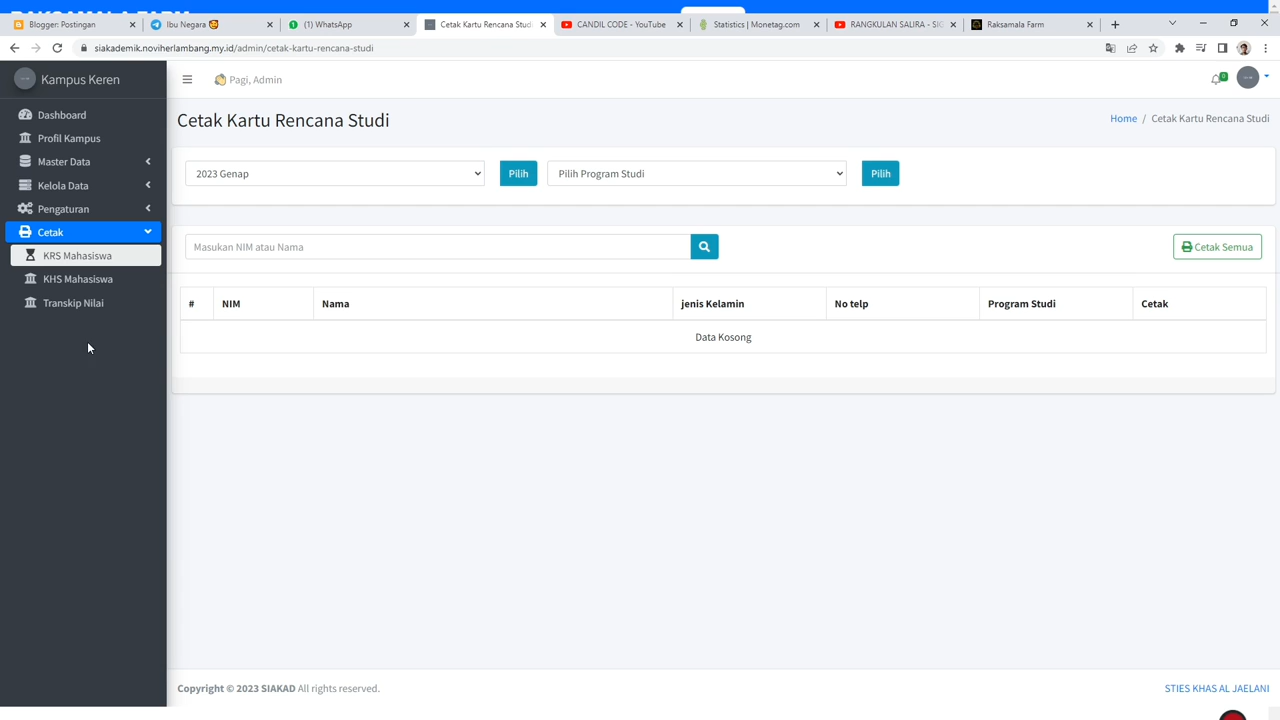 Blogger: Postingan
Ibu Negara
(1) WhatsApp
Cetak Kartu Rencana Studi
CANDIL CODE - YouTube
Statistics | Monetag.com
RANGKULAN SAURA - SIG
Raksamala Farm
siakademik.noviherlambang.my.id/admin/cetak-kartu-rencana-studi
Kampus Keren
Pagi, Admin
0
Dashboard
Profil Kampus
Master Data
Kelola Data
Pengaturan
Cetak
KRS Mahasiswa
KHS Mahasiswa
Transkip Nilai
Cetak Kartu Rencana Studi
Home / Cetak Kartu Rencana Studi
2023 Genap
Pilih
Pilih Program Studi
Pilih
Masukan NIM atau Nama
Cetak Semua
# NIM Nama jenis Kelamin No telp Program Studi Cetak
Data Kosong
Copyright © 2023 SIAKAD All rights reserved.
STIES KHAS AL JAELANI